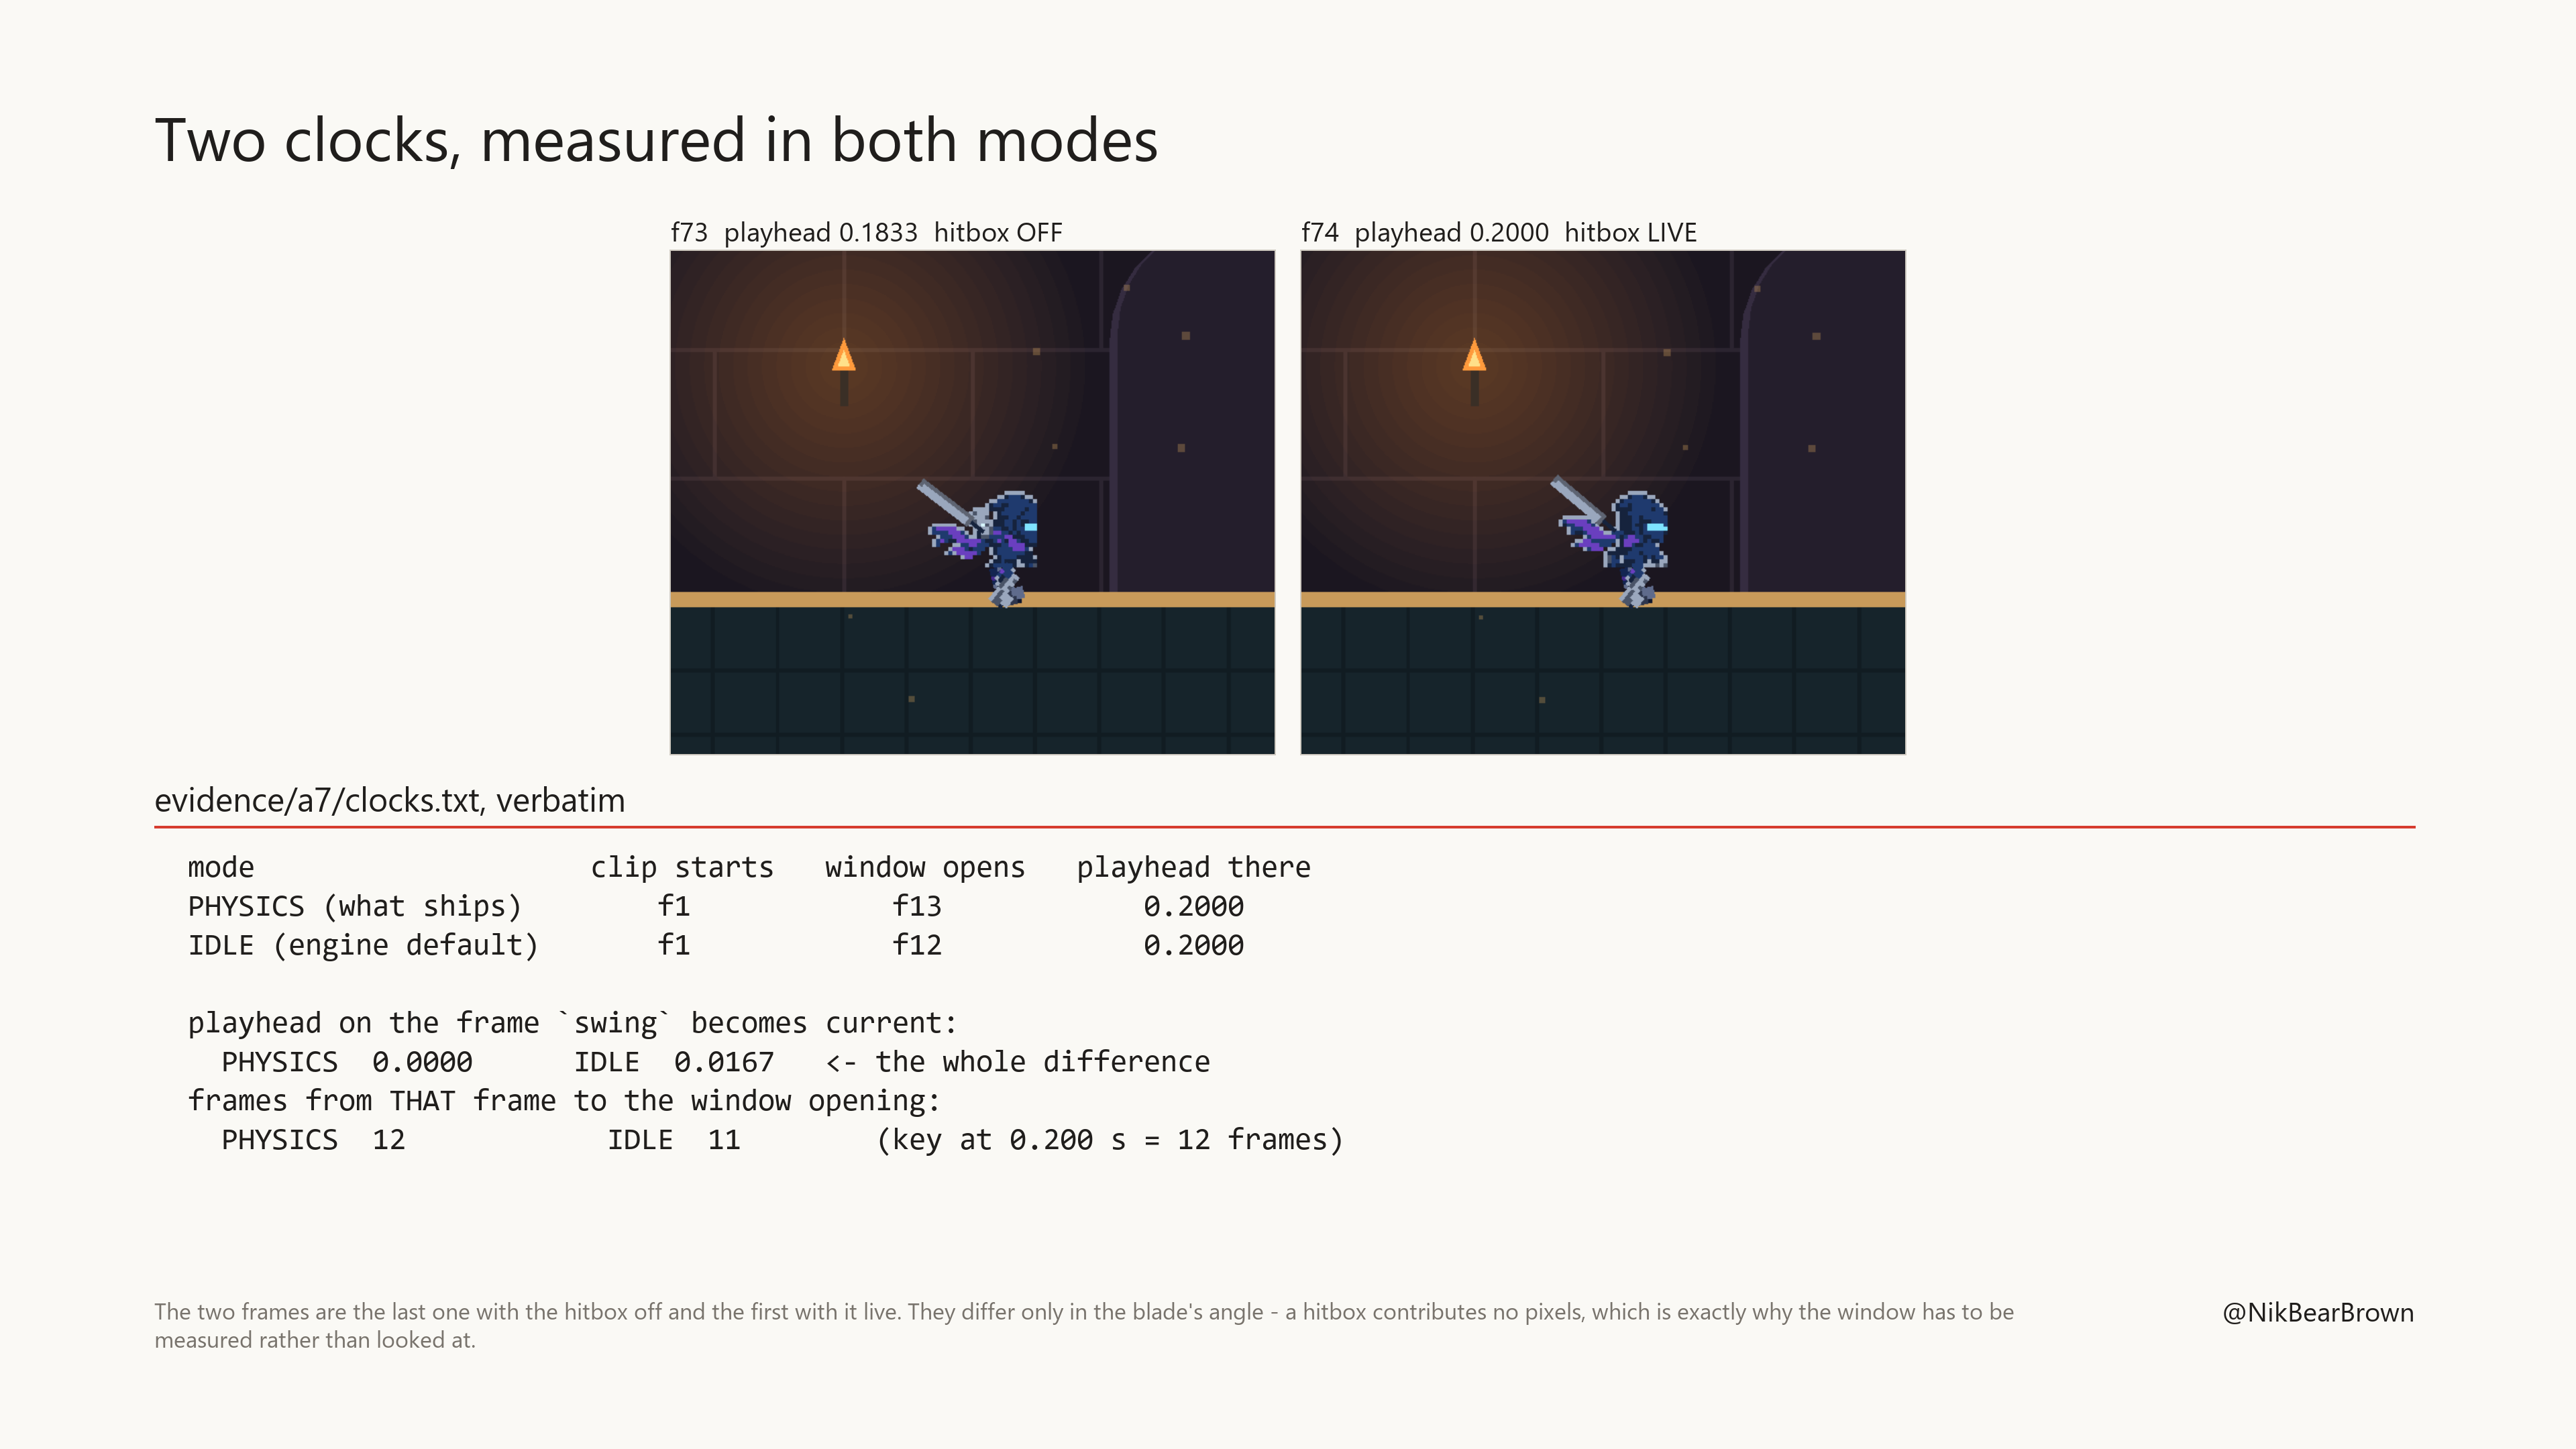 Two clocks, measured in both modes
f73  playhead 0.1833  hitbox OFF
f74  playhead 0.2000  hitbox LIVE
evidence/a7/clocks.txt, verbatim
mode                    clip starts   window opens   playhead there
PHYSICS (what ships)        f1            f13            0.2000
IDLE (engine default)       f1            f12            0.2000
playhead on the frame `swing` becomes current:
  PHYSICS  0.0000      IDLE  0.0167   <- the whole difference
frames from THAT frame to the window opening:
  PHYSICS  12            IDLE  11        (key at 0.200 s = 12 frames)
The two frames are the last one with the hitbox off and the first with it live. They differ only in the blade's angle - a hitbox contributes no pixels, which is exactly why the window has to be
measured rather than looked at.
@NikBearBrown